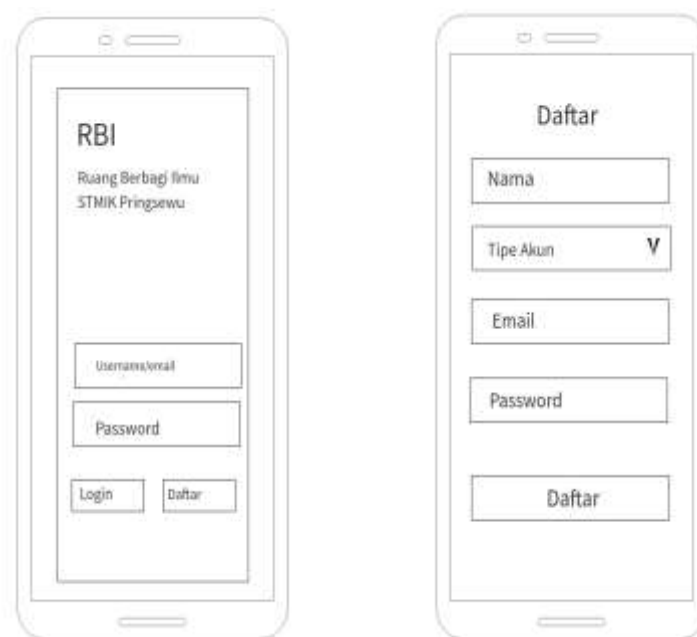 RBI
Ruang Berbagi Ilmu
STMIK Pringsewu
Username/email
Password
Login
Daftar
Daftar
Nama
Tipe Akun V
Email
Password
Daftar